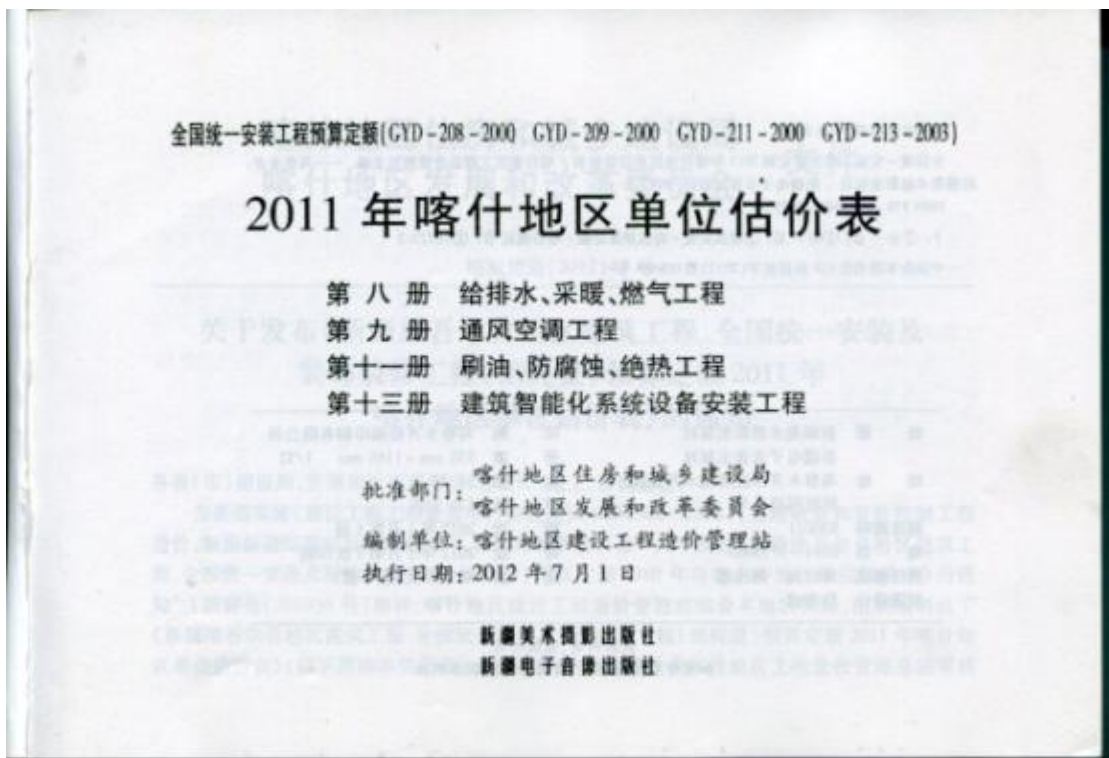 全国统一安装工程预算定额(GYD-208-2000 GYD-209-2000 GYD-211-2000 GYD-213-2003)
2011年喀什地区单位估价表
第八册 给排水、采暖、燃气工程
第九册 通风空调工程
第十一册 刷油、防腐蚀、绝热工程
第十三册 建筑智能化系统设备安装工程
批准部门：喀什地区住房和城乡建设局
喀什地区发展和改革委员会
编制单位：喀什地区建设工程造价管理站
执行日期：2012年7月1日
新疆美术摄影出版社
新疆电子音像出版社